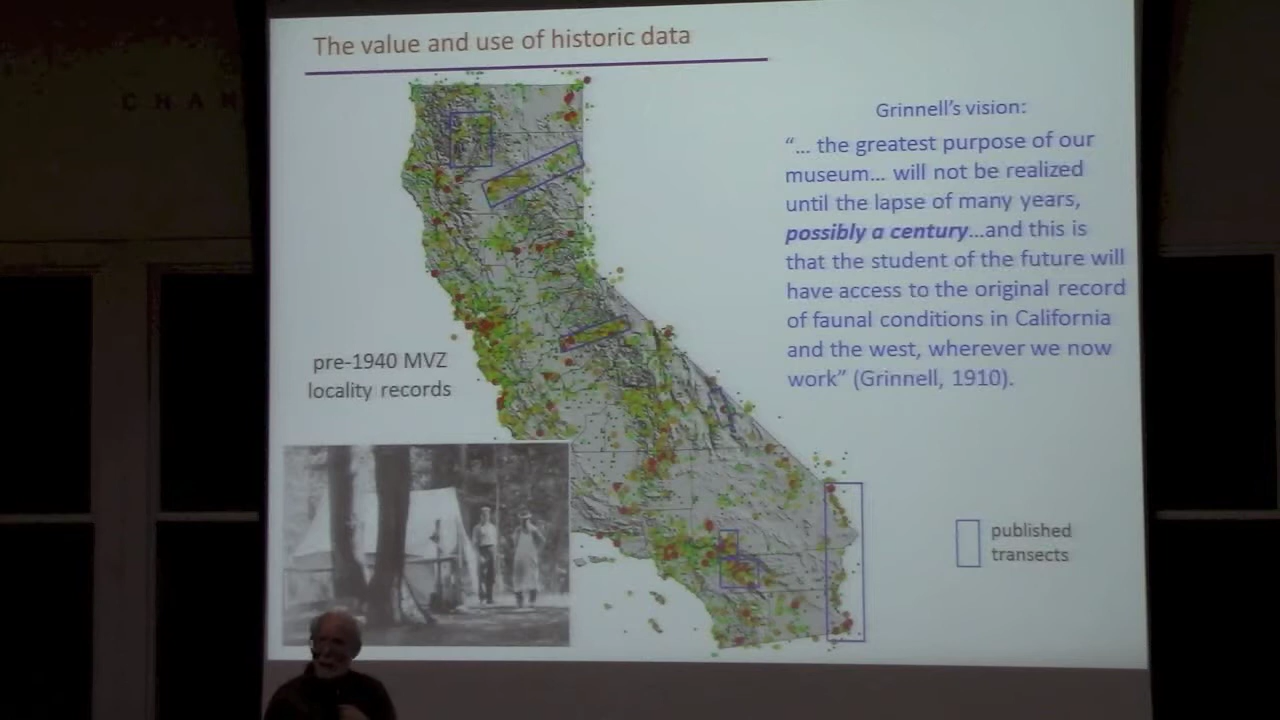 The value and use of historic data
CHAM
Grinnell's vision:
"... the greatest purpose of our
museum... will not be realized
until the lapse of many years,
possibly a century...and this is
that the student of the future will
have access to the original record
of faunal conditions in California
and the west, wherever we now
work" (Grinnell, 1910).
pre-1940 MVZ
locality records
published
transects